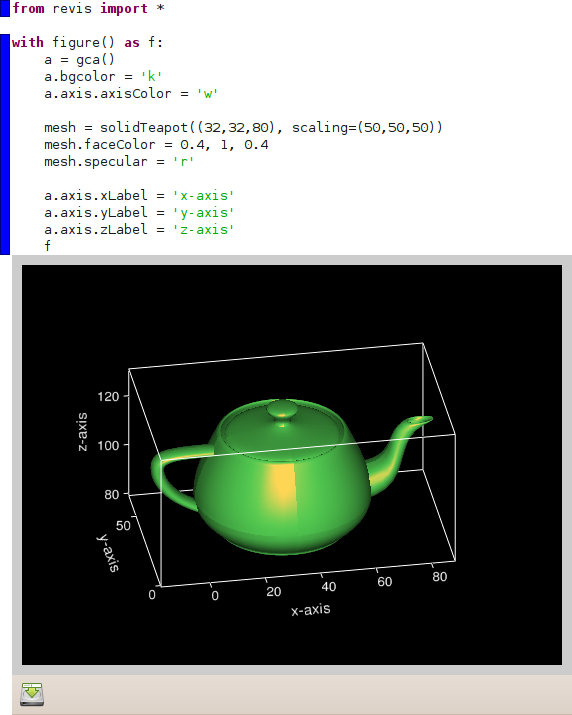 from revis import *
with figure() as f:
    a = gca()
    a.bgcolor = 'k'
    a.axis.axisColor = 'w'
    mesh = solidTeapot((32,32,80), scaling=(50,50,50))
    mesh.faceColor = 0.4, 1, 0.4
    mesh.specular = 'r'
    a.axis.xLabel = 'x-axis'
    a.axis.yLabel = 'y-axis'
    a.axis.zLabel = 'z-axis'
    f
120
100
80
z-axis
50
0
y-axis
0
20
40
60
80
x-axis